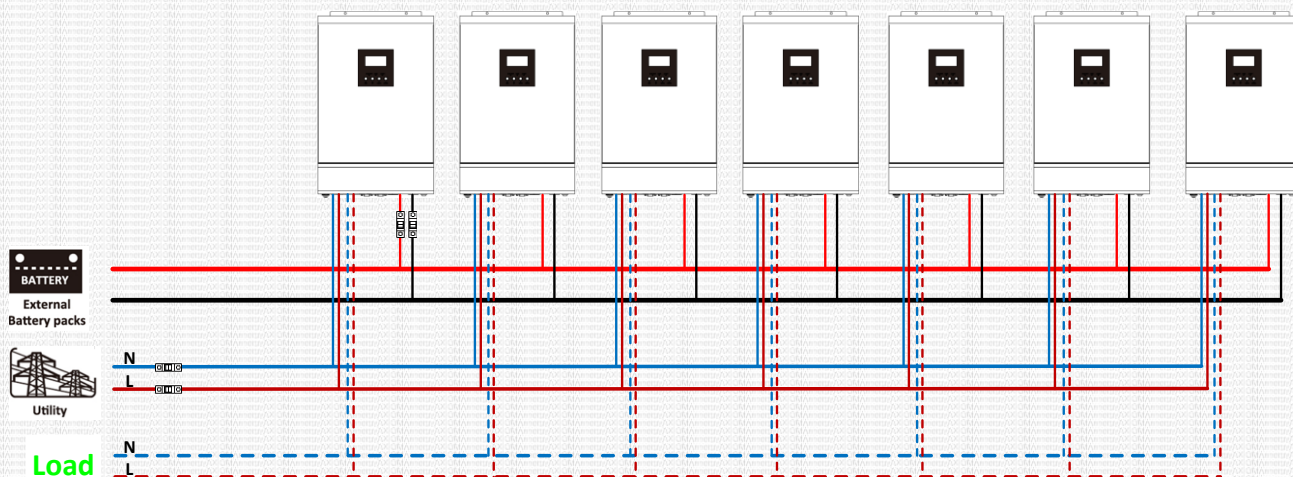 BATTERY
External
Battery packs
N
L
Utility
N
L
Load